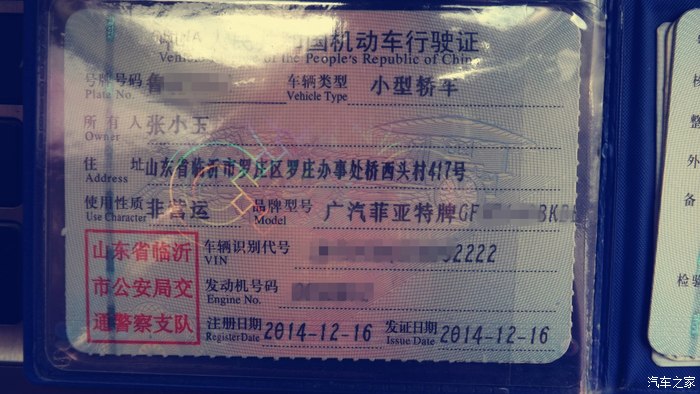 国机动车行驶证
Vehicle of the People's Republic of China
号牌号码 鲁
Plate No.
车辆类型 小型轿车
Vehicle Type
所有人 张小玉
Owner
住址 山东省临沂市罗庄区罗庄办事处桥西头村417号
Address
使用性质 非营运
Use Character
品牌型号 广汽菲亚特牌GF
Model
山东省临沂
市公安局交
通警察支队
车辆识别代号 2222
VIN
发动机号码
Engine No.
注册日期 2014-12-16
Register Date
发证日期 2014-12-16
Issue Date
整
外
备
检验
汽车之家